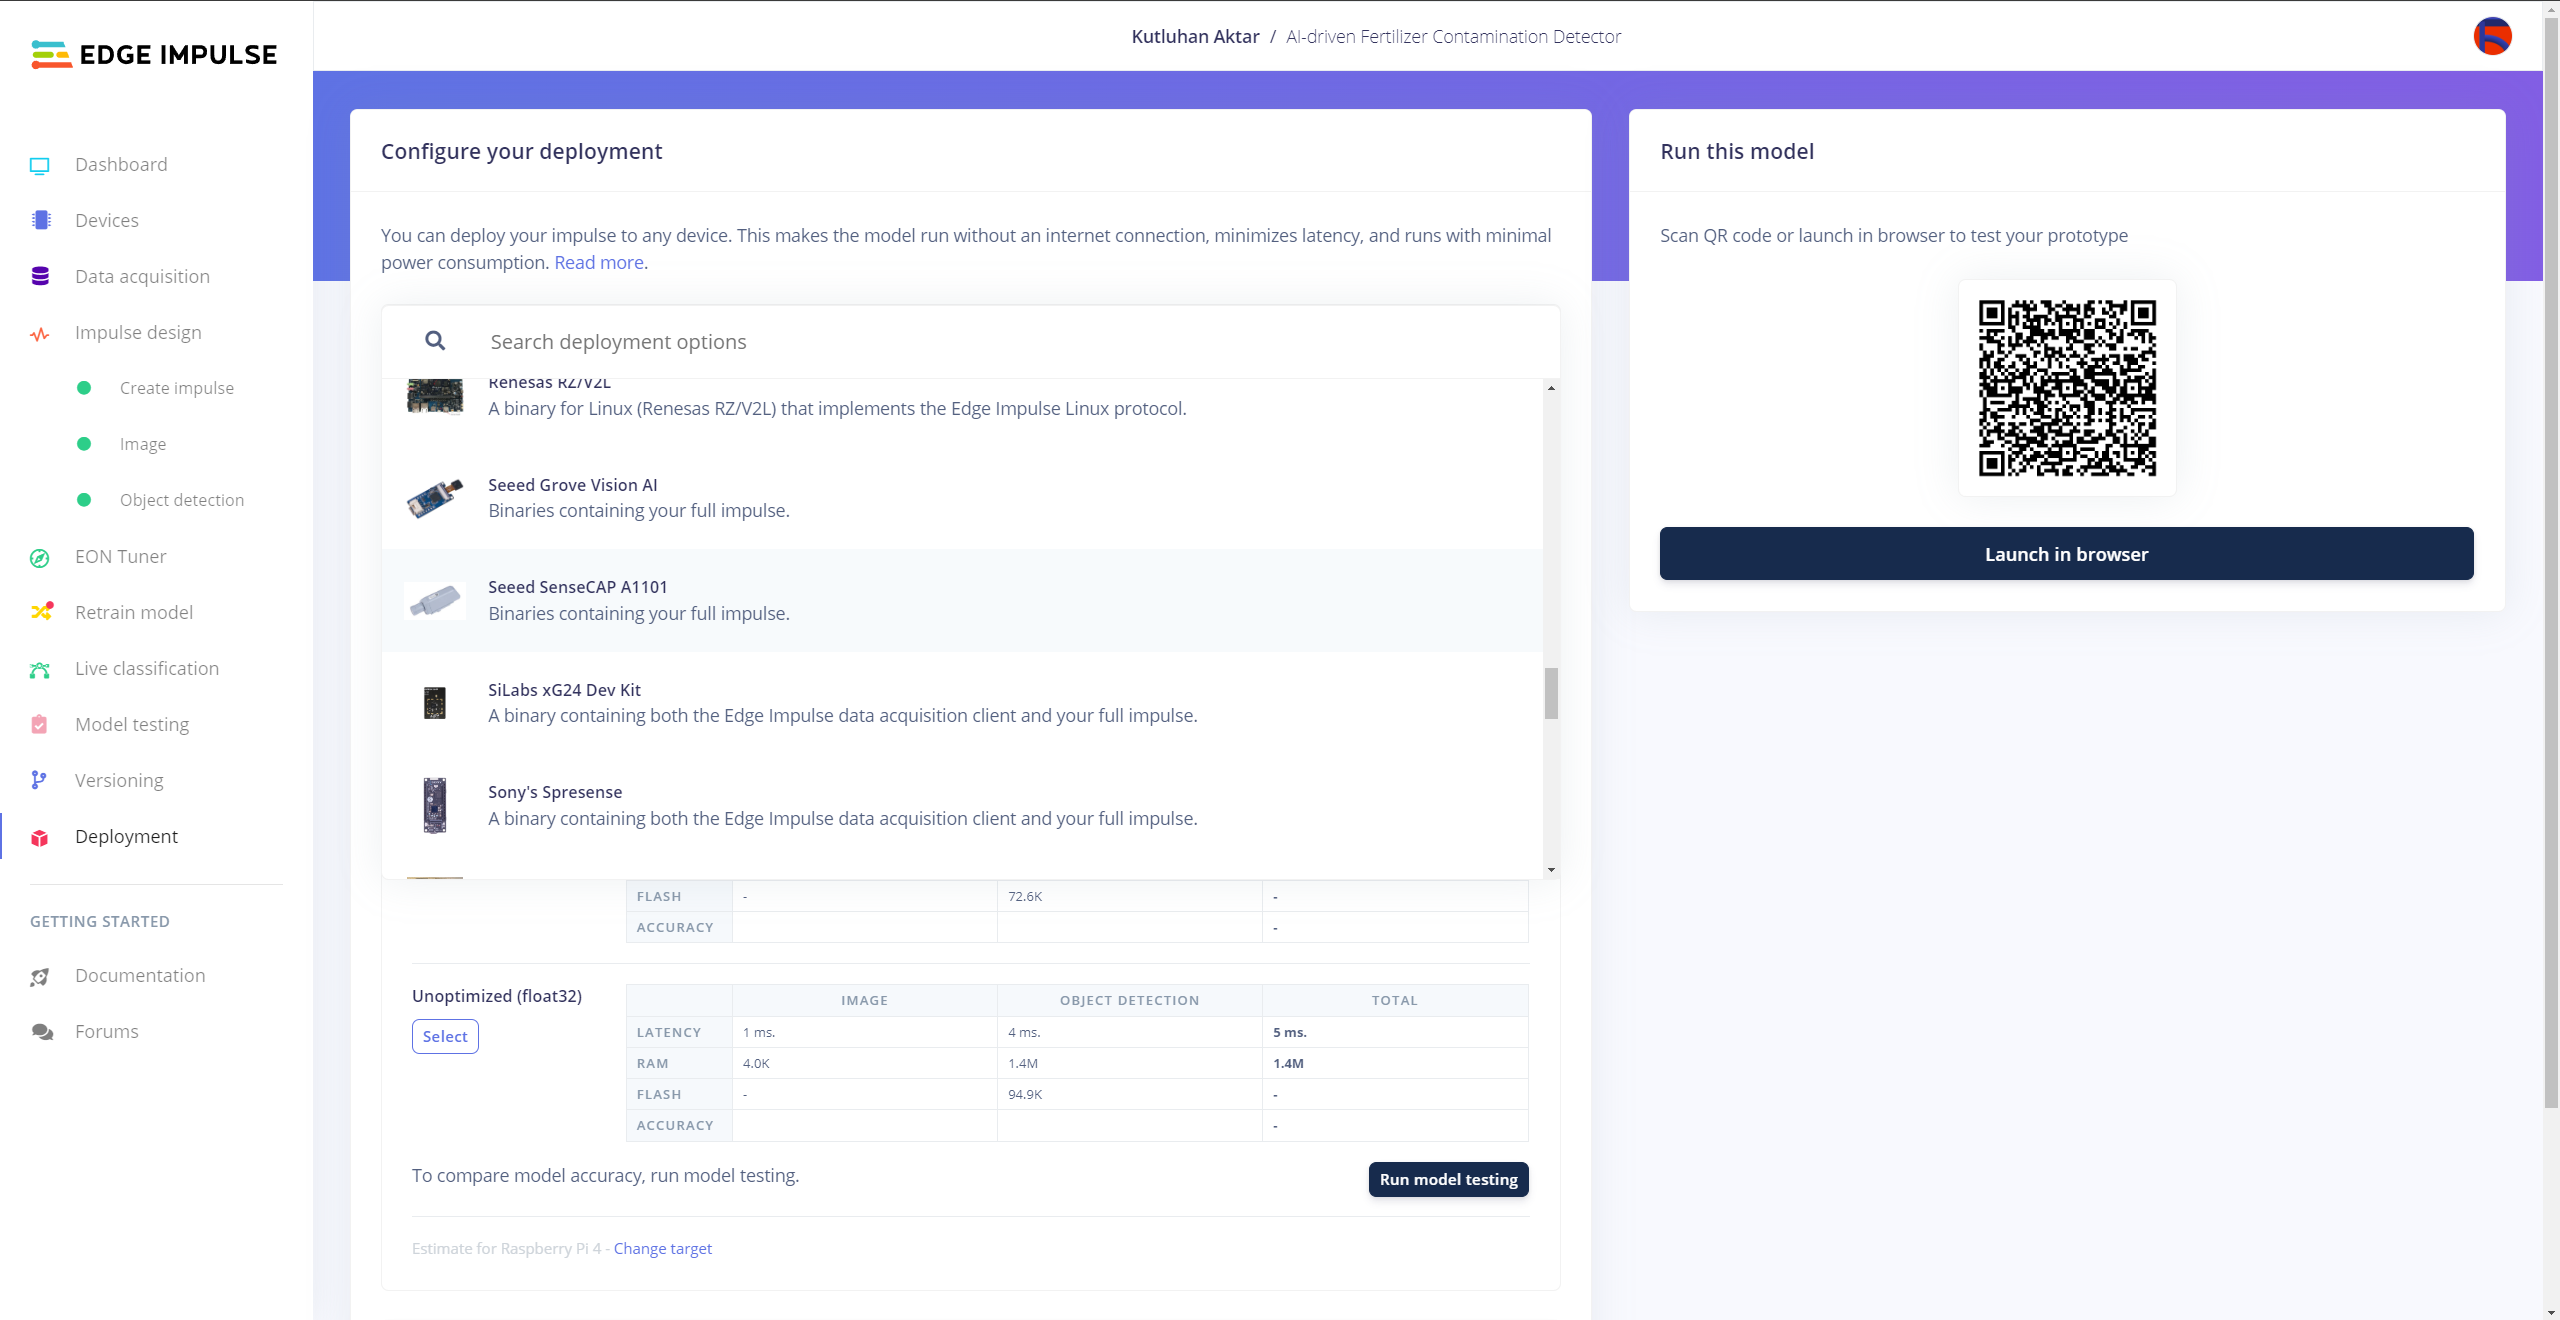 EDGE IMPULSE
Kutluhan Aktar / AI-driven Fertilizer Contamination Detector
Dashboard
Devices
Data acquisition
Impulse design
Create impulse
Image
Object detection
EON Tuner
Retrain model
Live classification
Model testing
Versioning
Deployment
GETTING STARTED
Documentation
Forums
Configure your deployment
You can deploy your impulse to any device. This makes the model run without an internet connection, minimizes latency, and runs with minimal
power consumption. Read more.
Search deployment options
Renesas RZ/V2L
A binary for Linux (Renesas RZ/V2L) that implements the Edge Impulse Linux protocol.
Seeed Grove Vision AI
Binaries containing your full impulse.
Seeed SenseCAP A1101
Binaries containing your full impulse.
SiLabs xG24 Dev Kit
A binary containing both the Edge Impulse data acquisition client and your full impulse.
Sony's Spresense
A binary containing both the Edge Impulse data acquisition client and your full impulse.
FLASH - 72.6K -
ACCURACY -
Unoptimized (float32)
Select
IMAGE OBJECT DETECTION TOTAL
LATENCY 1 ms. 4 ms. 5 ms.
RAM 4.0K 1.4M 1.4M
FLASH - 94.9K -
ACCURACY -
To compare model accuracy, run model testing.
Run model testing
Estimate for Raspberry Pi 4 - Change target
Run this model
Scan QR code or launch in browser to test your prototype
Launch in browser